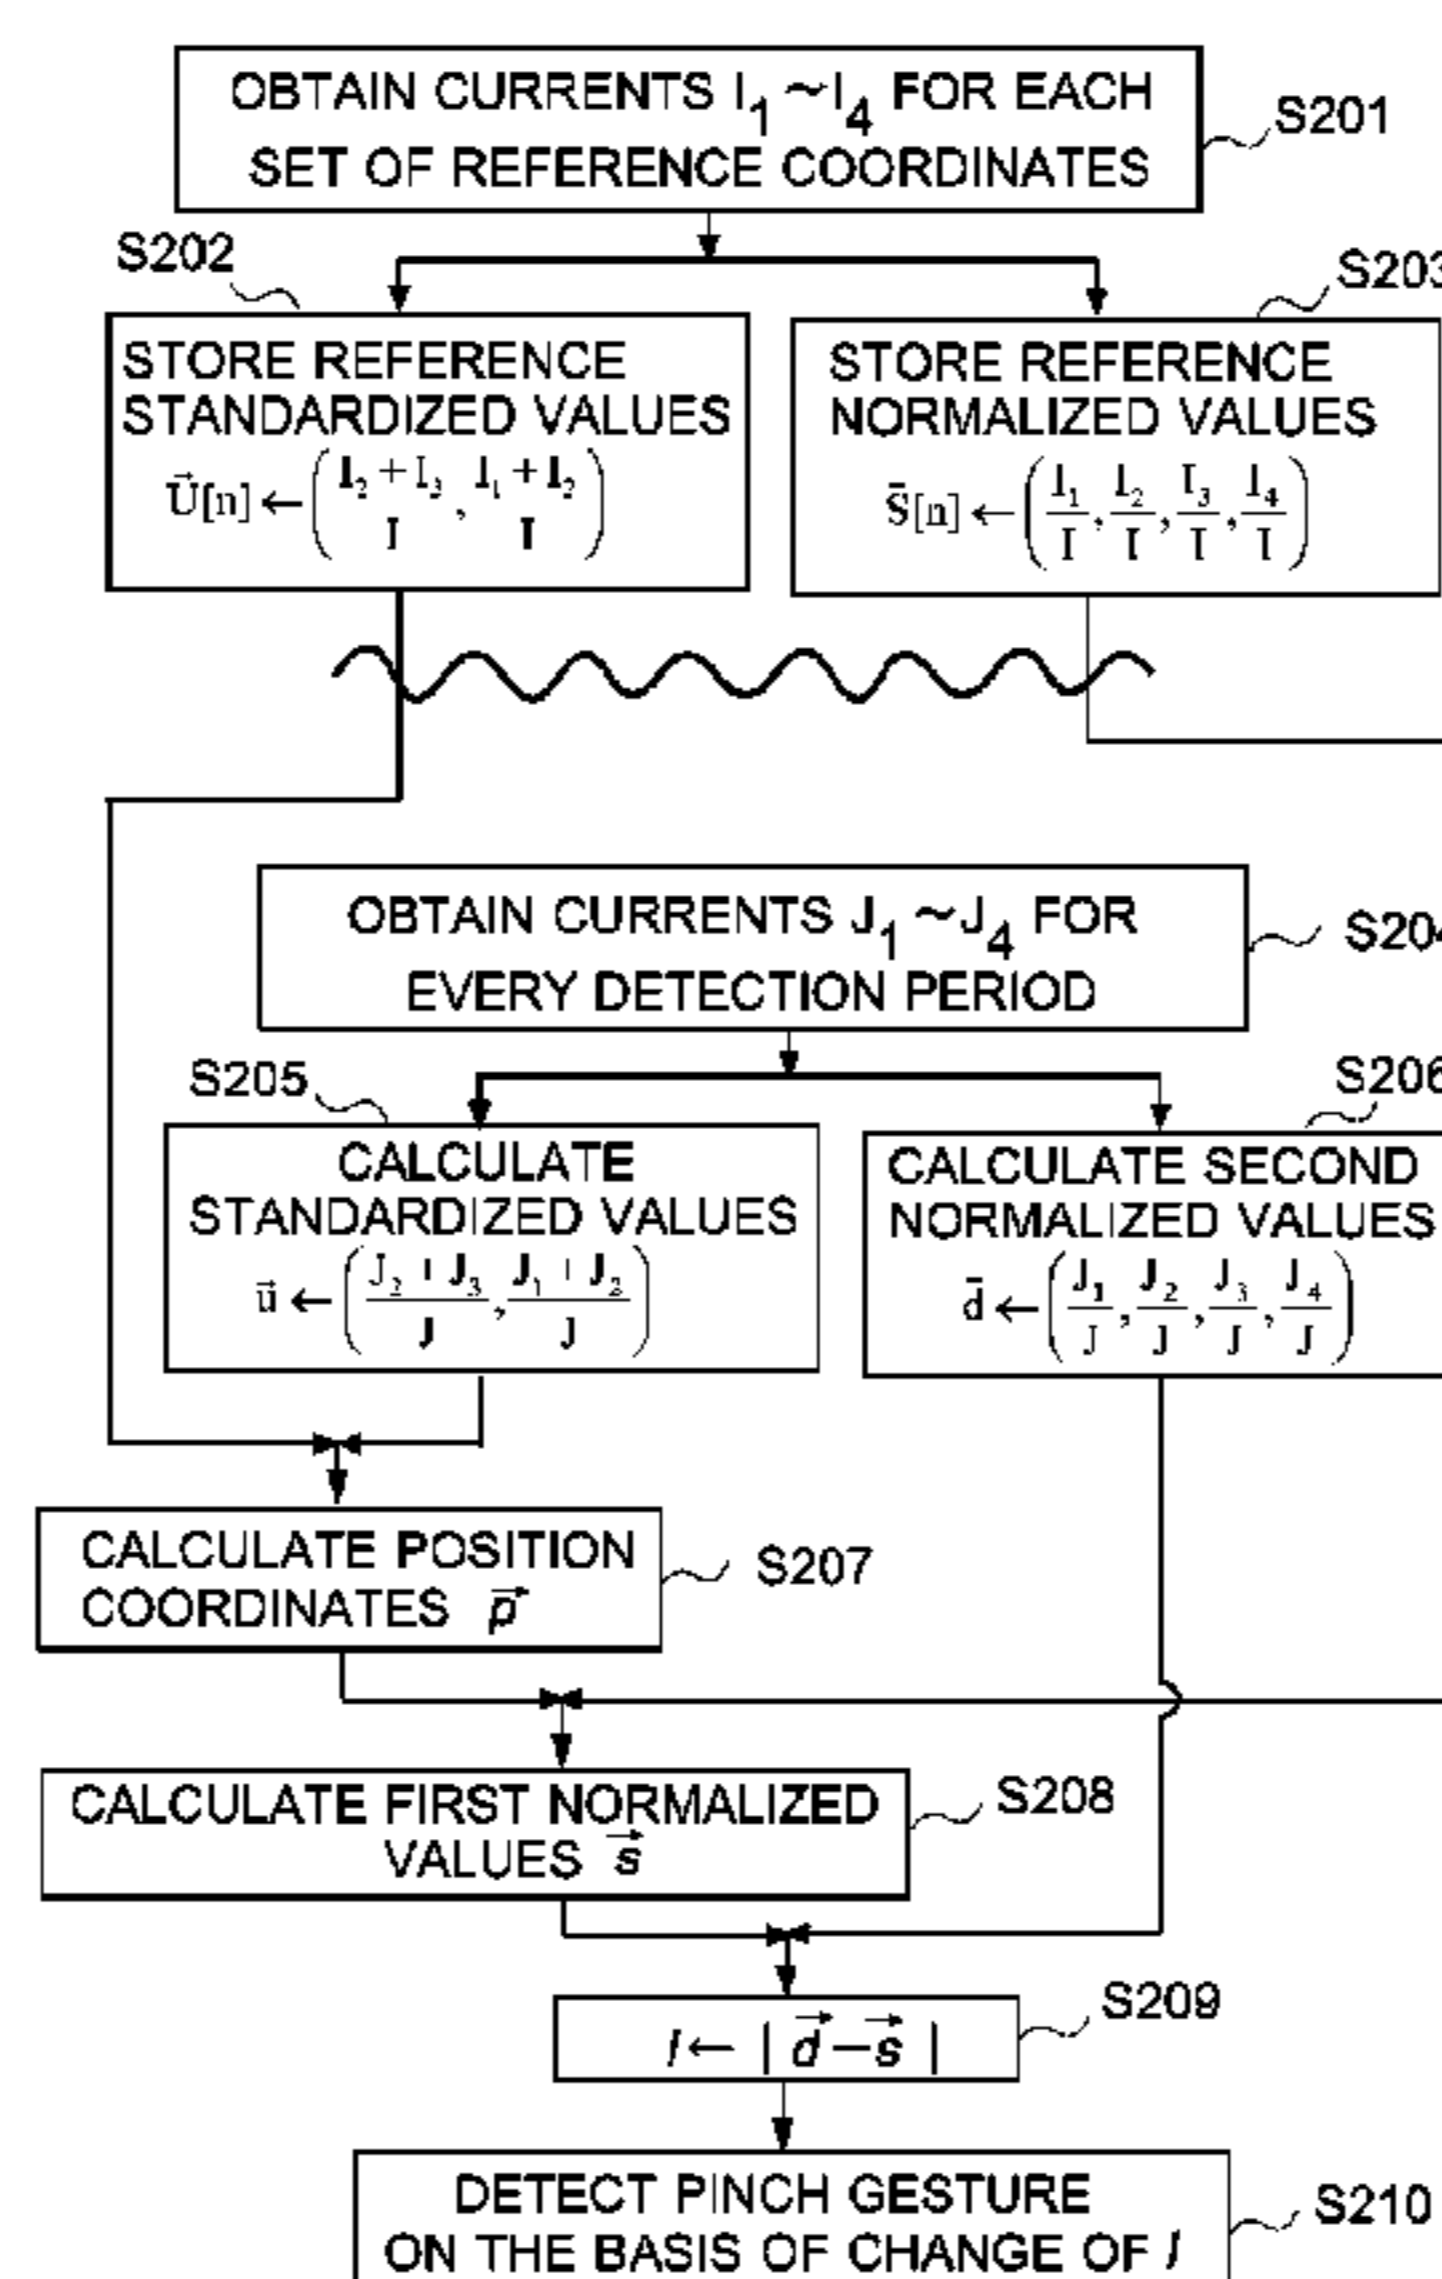 OBTAIN CURRENTS I₁ ~I₄ FOR EACH
SET OF REFERENCE COORDINATES
S201
S202
S203
STORE REFERENCE
STANDARDIZED VALUES
U⃗[n] ← (I₂ + I₃ / I, I₁ + I₂ / I)
STORE REFERENCE
NORMALIZED VALUES
S⃗[n] ← (I₁/I, I₂/I, I₃/I, I₄/I)
OBTAIN CURRENTS J₁ ~J₄ FOR
EVERY DETECTION PERIOD
S204
S205
S206
CALCULATE
STANDARDIZED VALUES
u⃗ ← (J₂ + J₃ / J, J₁ + J₂ / J)
CALCULATE SECOND
NORMALIZED VALUES
d⃗ ← (J₁/J, J₂/J, J₃/J, J₄/J)
CALCULATE POSITION
COORDINATES p⃗
S207
CALCULATE FIRST NORMALIZED
VALUES s⃗
S208
l ← | d⃗ − s⃗ |
S209
DETECT PINCH GESTURE
ON THE BASIS OF CHANGE OF l
S210